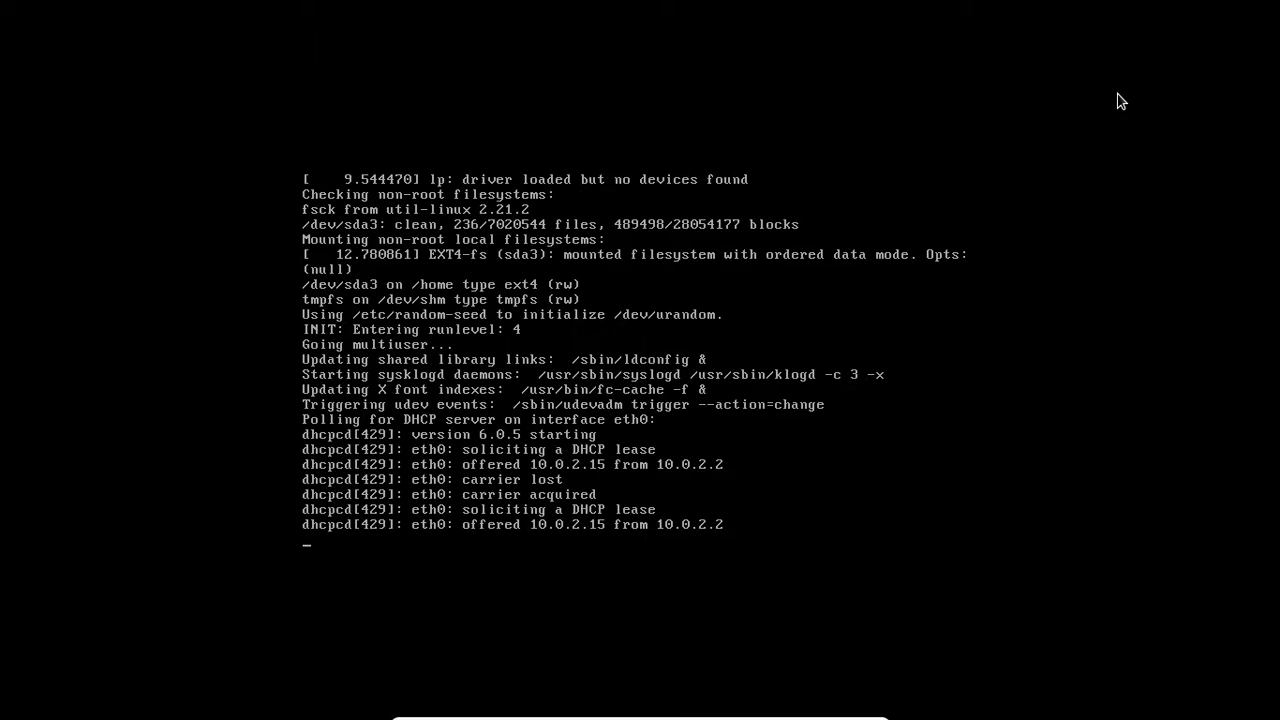 [    9.544470] lp: driver loaded but no devices found
Checking non-root filesystems:
fsck from util-linux 2.21.2
/dev/sda3: clean, 236/7020544 files, 489498/28054177 blocks
Mounting non-root local filesystems:
[   12.780861] EXT4-fs (sda3): mounted filesystem with ordered data mode. Opts:
(null)
/dev/sda3 on /home type ext4 (rw)
tmpfs on /dev/shm type tmpfs (rw)
Using /etc/random-seed to initialize /dev/urandom.
INIT: Entering runlevel: 4
Going multiuser...
Updating shared library links:  /sbin/ldconfig &
Starting sysklogd daemons:  /usr/sbin/syslogd /usr/sbin/klogd -c 3 -x
Updating X font indexes:  /usr/bin/fc-cache -f &
Triggering udev events:  /sbin/udevadm trigger --action=change
Polling for DHCP server on interface eth0:
dhcpcd[429]: version 6.0.5 starting
dhcpcd[429]: eth0: soliciting a DHCP lease
dhcpcd[429]: eth0: offered 10.0.2.15 from 10.0.2.2
dhcpcd[429]: eth0: carrier lost
dhcpcd[429]: eth0: carrier acquired
dhcpcd[429]: eth0: soliciting a DHCP lease
dhcpcd[429]: eth0: offered 10.0.2.15 from 10.0.2.2